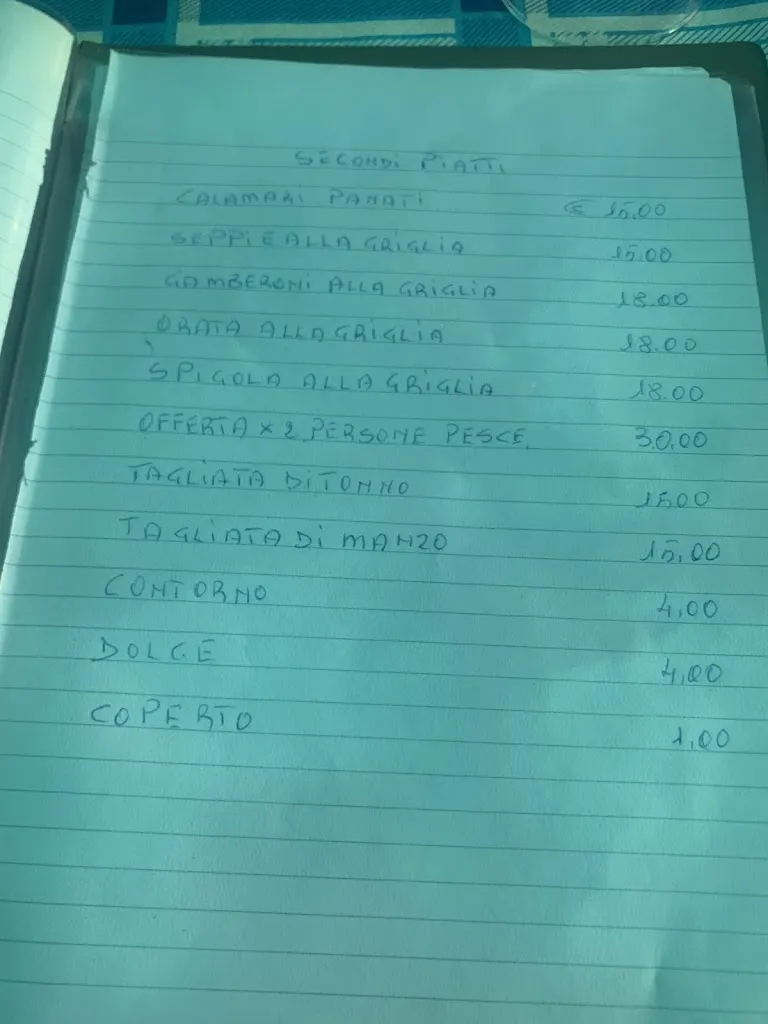 SECONDI PIATTI
CALAMARI PANATI € 15.00
SEPPIE ALLA GRIGLIA 15.00
GAMBERONI ALLA GRIGLIA 18.00
ORATA ALLA GRIGLIA 18.00
SPIGOLA ALLA GRIGLIA 18.00
OFFERTA X 2 PERSONE PESCE 30.00
TAGLIATA DI TONNO 15.00
TAGLIATA DI MANZO 15,00
CONTORNO 4,00
DOLCE 4,00
COPERTO 1,00